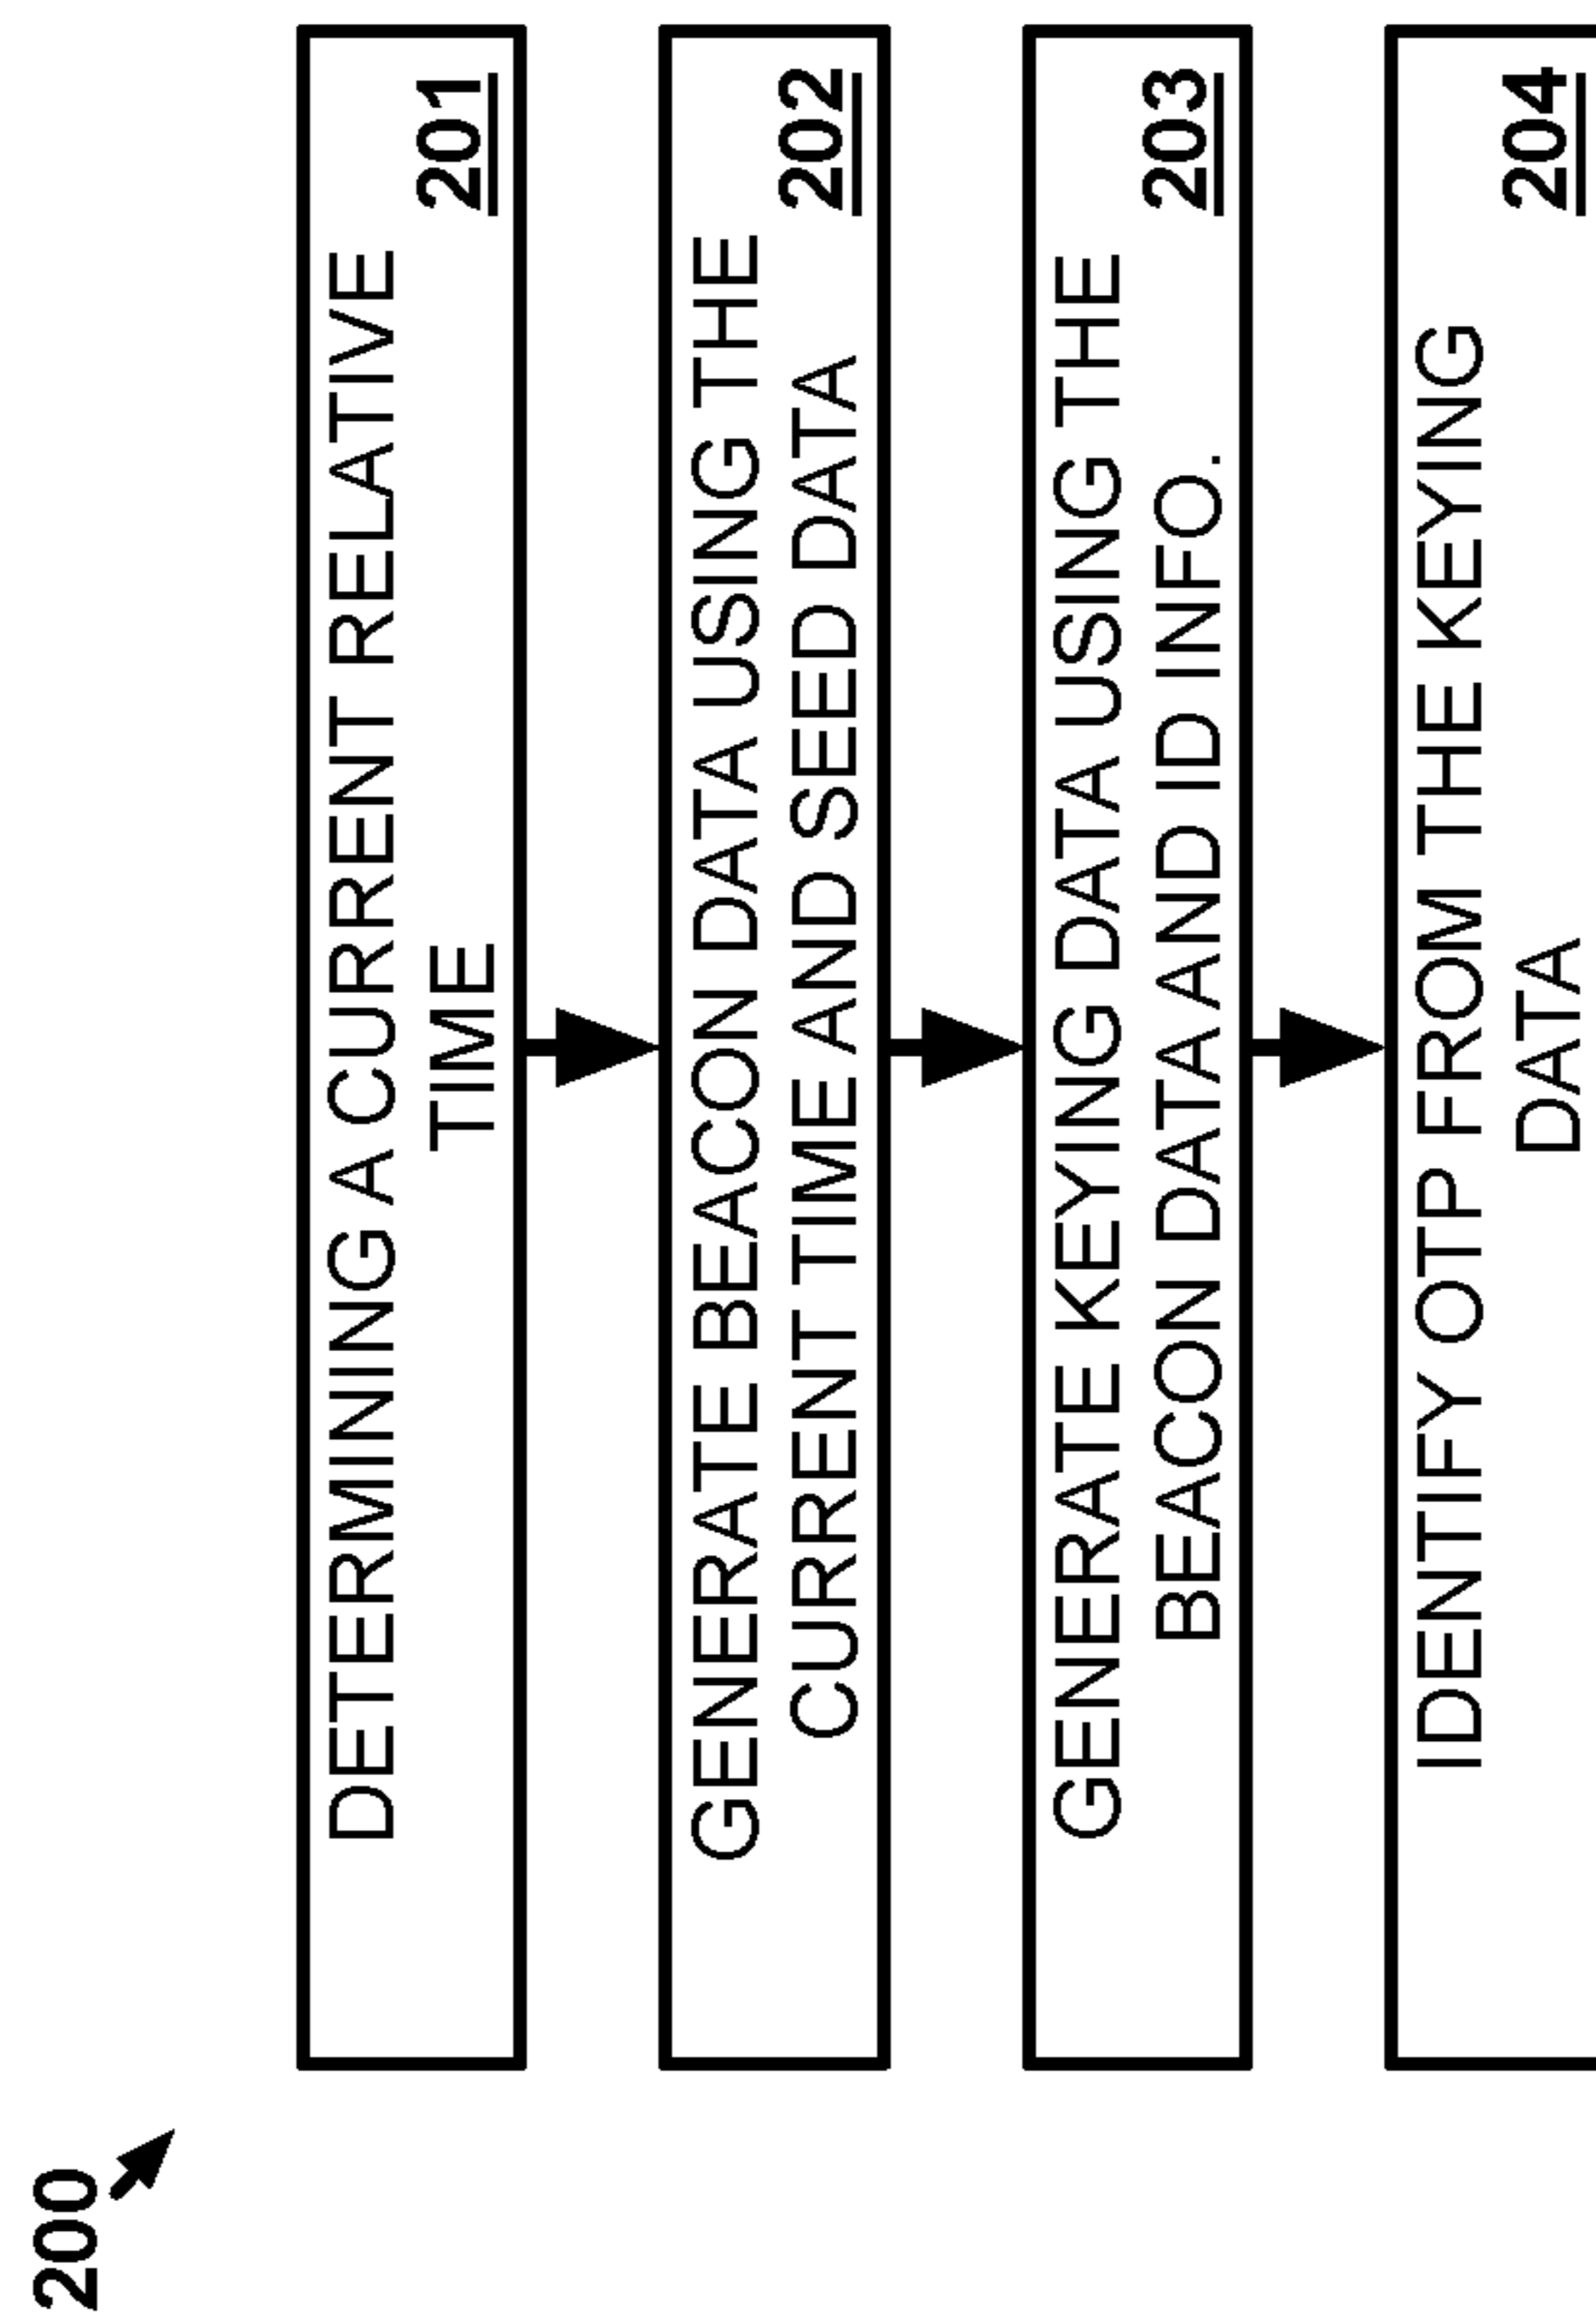 200
DETERMINING A CURRENT RELATIVE
TIME
201
GENERATE BEACON DATA USING THE
CURRENT TIME AND SEED DATA
202
GENERATE KEYING DATA USING THE
BEACON DATA AND ID INFO.
203
IDENTIFY OTP FROM THE KEYING
DATA
204